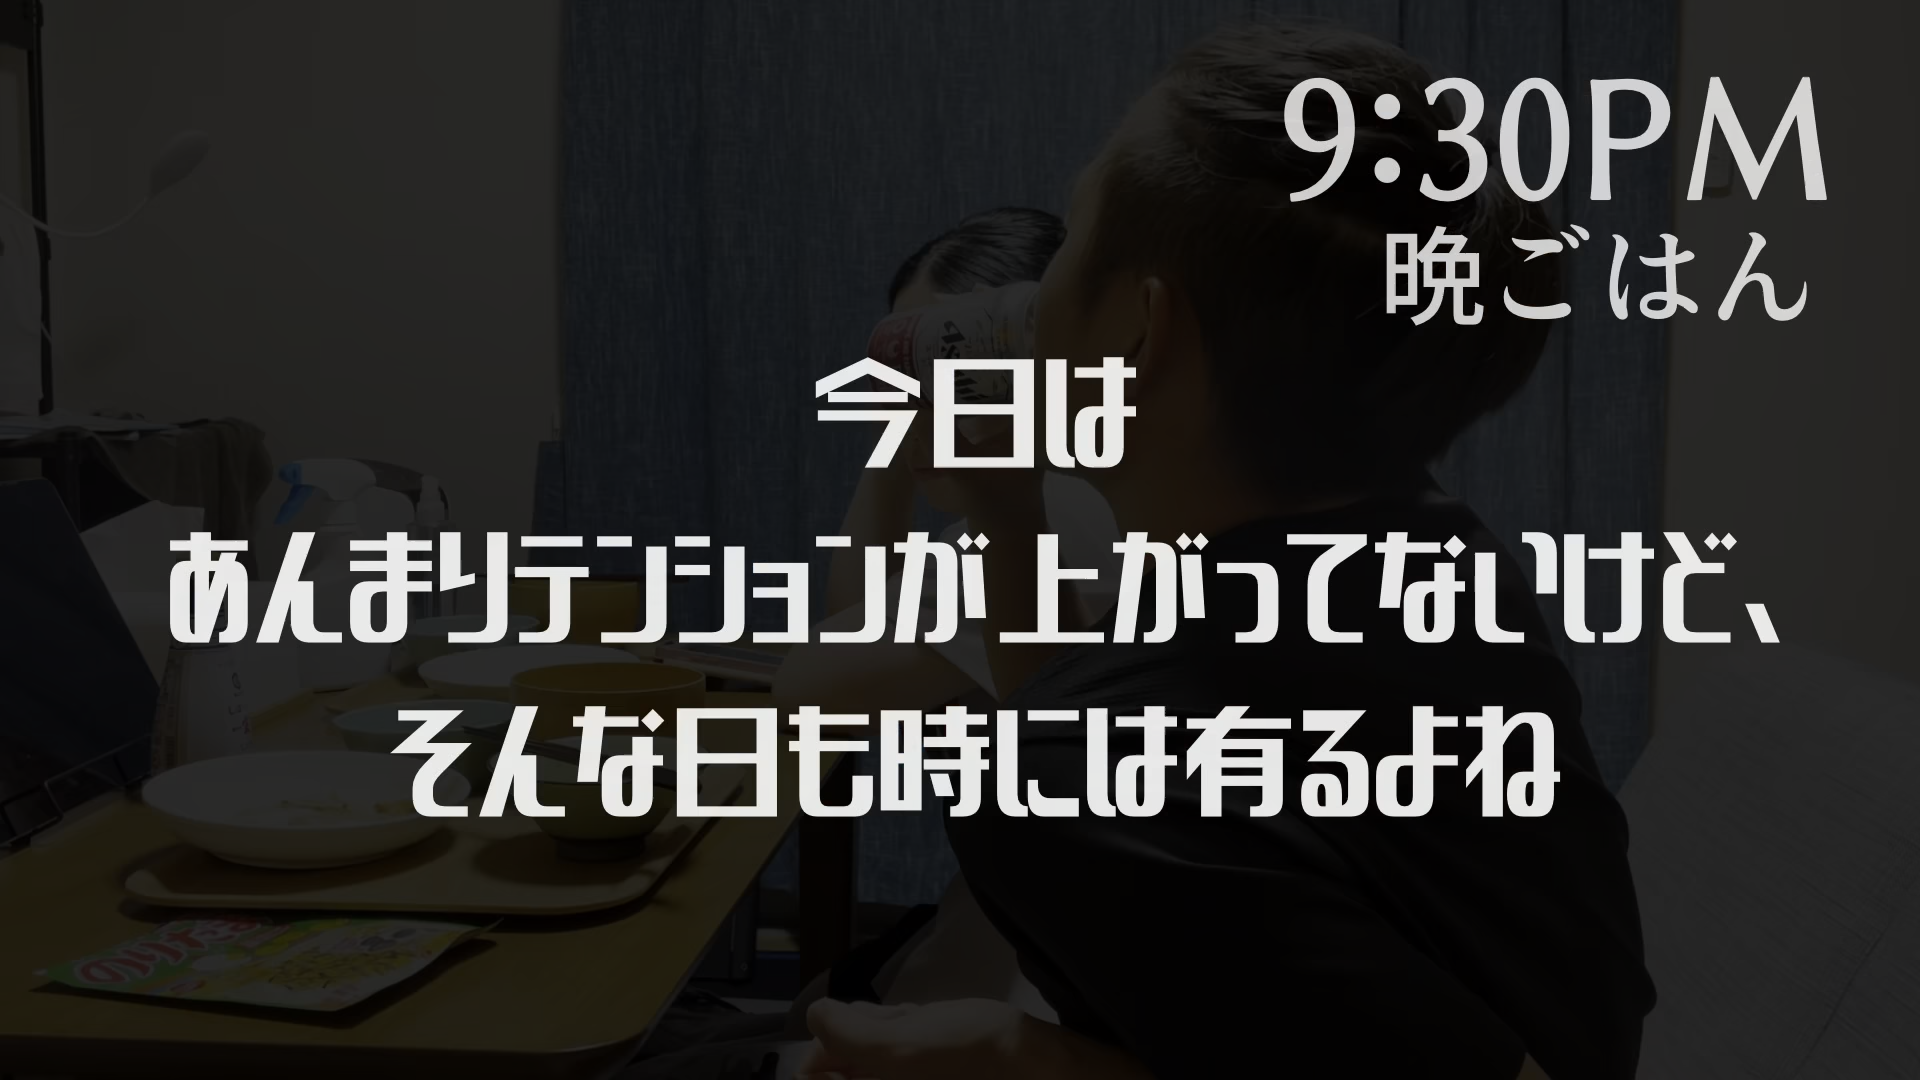 9:30PM
晩ごはん
今日は
あんまりテンションが上がってないけど、
そんな日も時には有るよね